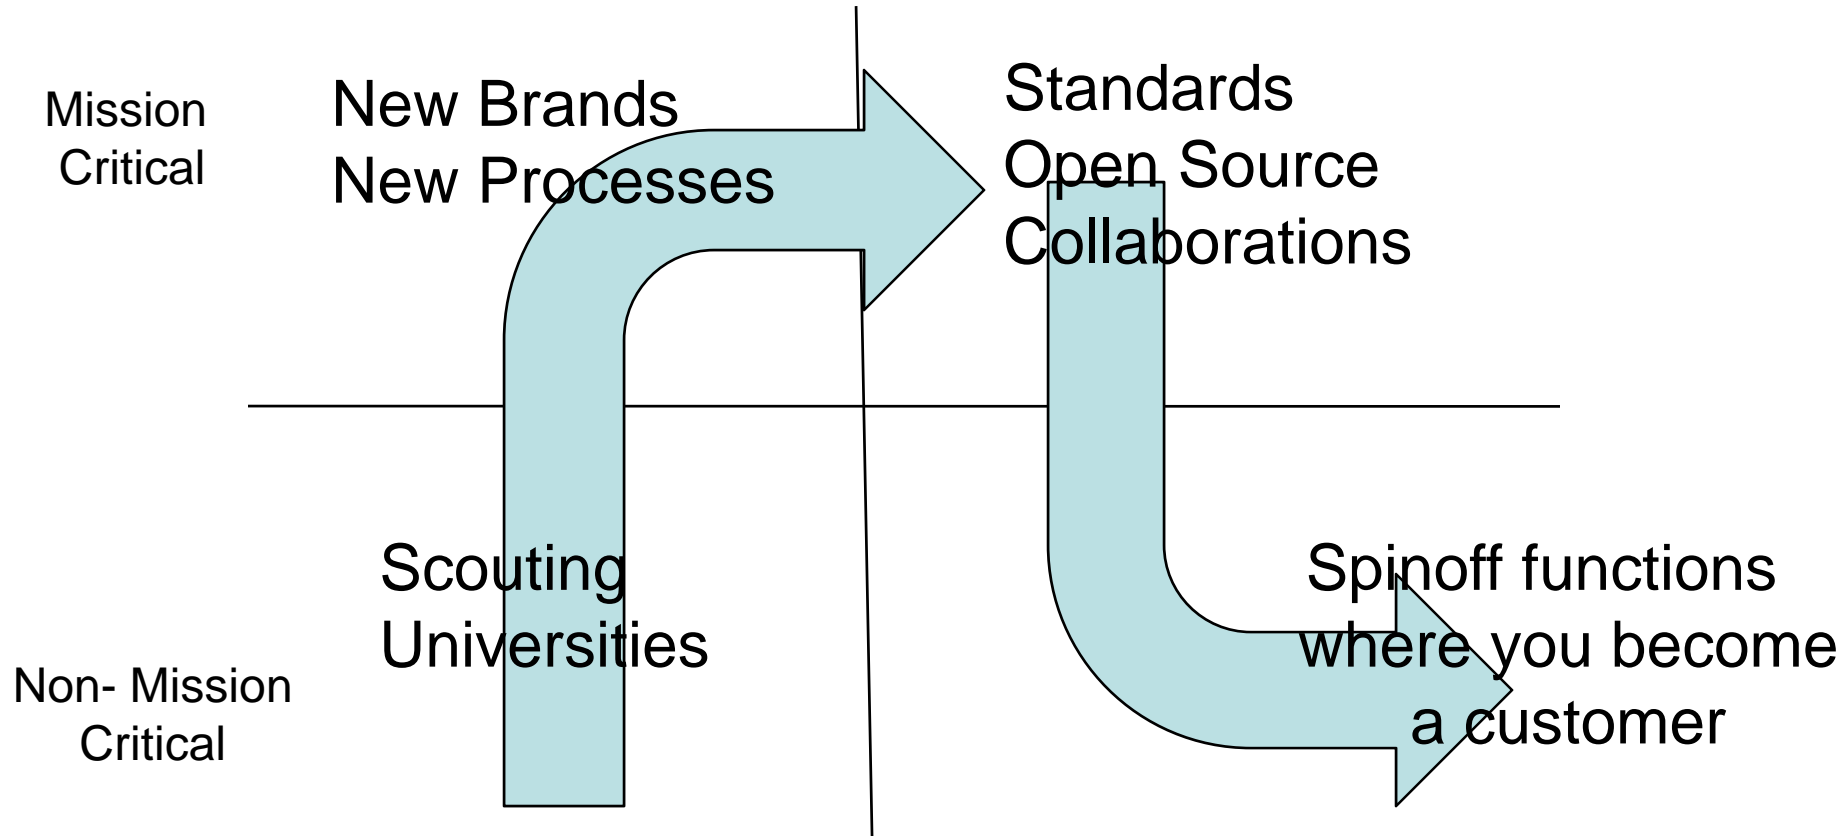 Mission
Critical
New Brands
New Processes
Standards
Open Source
Collaborations
Non- Mission
Critical
Scouting
Universities
Spinoff functions
where you become
a customer